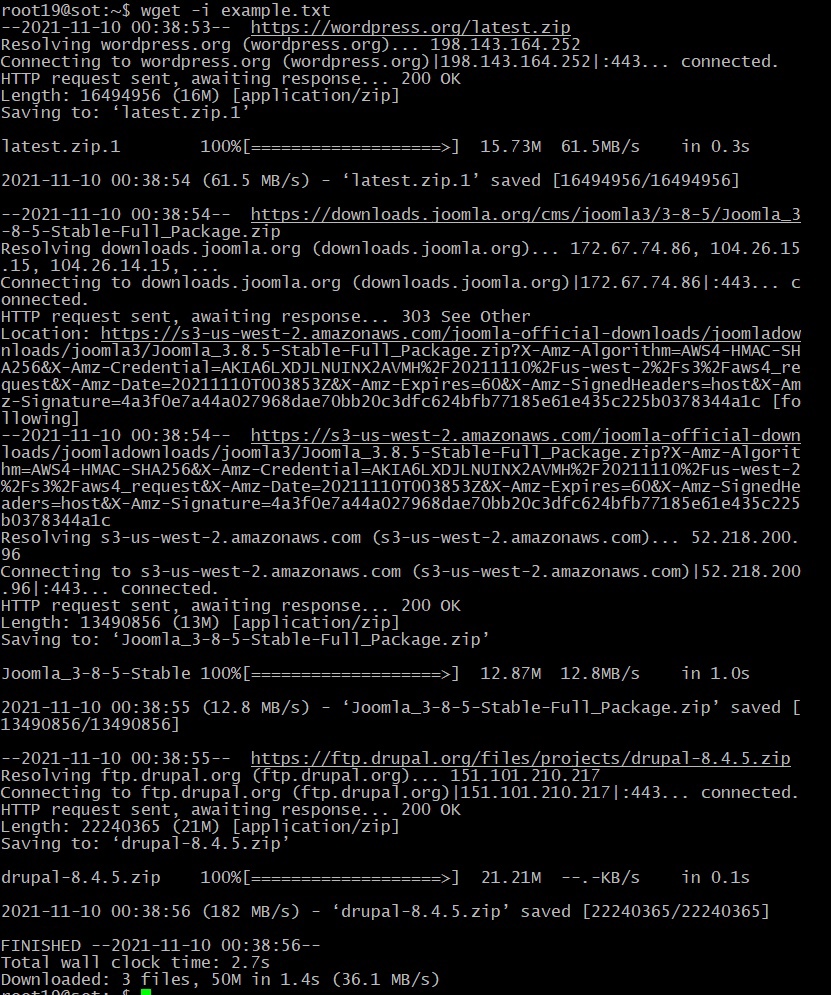 root19@sot:~$ wget -i example.txt
--2021-11-10 00:38:53--  https://wordpress.org/latest.zip
Resolving wordpress.org (wordpress.org)... 198.143.164.252
Connecting to wordpress.org (wordpress.org)|198.143.164.252|:443... connected.
HTTP request sent, awaiting response... 200 OK
Length: 16494956 (16M) [application/zip]
Saving to: ‘latest.zip.1’
latest.zip.1        100%[===================>]  15.73M  61.5MB/s    in 0.3s
2021-11-10 00:38:54 (61.5 MB/s) - ‘latest.zip.1’ saved [16494956/16494956]
--2021-11-10 00:38:54--  https://downloads.joomla.org/cms/joomla3/3-8-5/Joomla_3
-8-5-Stable-Full_Package.zip
Resolving downloads.joomla.org (downloads.joomla.org)... 172.67.74.86, 104.26.15
.15, 104.26.14.15, ...
Connecting to downloads.joomla.org (downloads.joomla.org)|172.67.74.86|:443... c
onnected.
HTTP request sent, awaiting response... 303 See Other
Location: https://s3-us-west-2.amazonaws.com/joomla-official-downloads/joomladow
nloads/joomla3/Joomla_3.8.5-Stable-Full_Package.zip?X-Amz-Algorithm=AWS4-HMAC-SH
A256&X-Amz-Credential=AKIA6LXDJLNUINX2AVMH%2F20211110%2Fus-west-2%2Fs3%2Faws4_re
quest&X-Amz-Date=20211110T003853Z&X-Amz-Expires=60&X-Amz-SignedHeaders=host&X-Am
z-Signature=4a3f0e7a44a027968dae70bb20c3dfc624bfb77185e61e435c225b0378344a1c [fo
llowing]
--2021-11-10 00:38:54--  https://s3-us-west-2.amazonaws.com/joomla-official-down
loads/joomladownloads/joomla3/Joomla_3.8.5-Stable-Full_Package.zip?X-Amz-Algorit
hm=AWS4-HMAC-SHA256&X-Amz-Credential=AKIA6LXDJLNUINX2AVMH%2F20211110%2Fus-west-2
%2Fs3%2Faws4_request&X-Amz-Date=20211110T003853Z&X-Amz-Expires=60&X-Amz-SignedHe
aders=host&X-Amz-Signature=4a3f0e7a44a027968dae70bb20c3dfc624bfb77185e61e435c225
b0378344a1c
Resolving s3-us-west-2.amazonaws.com (s3-us-west-2.amazonaws.com)... 52.218.200.
96
Connecting to s3-us-west-2.amazonaws.com (s3-us-west-2.amazonaws.com)|52.218.200
.96|:443... connected.
HTTP request sent, awaiting response... 200 OK
Length: 13490856 (13M) [application/zip]
Saving to: ‘Joomla_3-8-5-Stable-Full_Package.zip’
Joomla_3-8-5-Stable 100%[===================>]  12.87M  12.8MB/s    in 1.0s
2021-11-10 00:38:55 (12.8 MB/s) - ‘Joomla_3-8-5-Stable-Full_Package.zip’ saved [
13490856/13490856]
--2021-11-10 00:38:55--  https://ftp.drupal.org/files/projects/drupal-8.4.5.zip
Resolving ftp.drupal.org (ftp.drupal.org)... 151.101.210.217
Connecting to ftp.drupal.org (ftp.drupal.org)|151.101.210.217|:443... connected.
HTTP request sent, awaiting response... 200 OK
Length: 22240365 (21M) [application/zip]
Saving to: ‘drupal-8.4.5.zip’
drupal-8.4.5.zip    100%[===================>]  21.21M  --.-KB/s    in 0.1s
2021-11-10 00:38:56 (182 MB/s) - ‘drupal-8.4.5.zip’ saved [22240365/22240365]
FINISHED --2021-11-10 00:38:56--
Total wall clock time: 2.7s
Downloaded: 3 files, 50M in 1.4s (36.1 MB/s)
root19@sot:~$